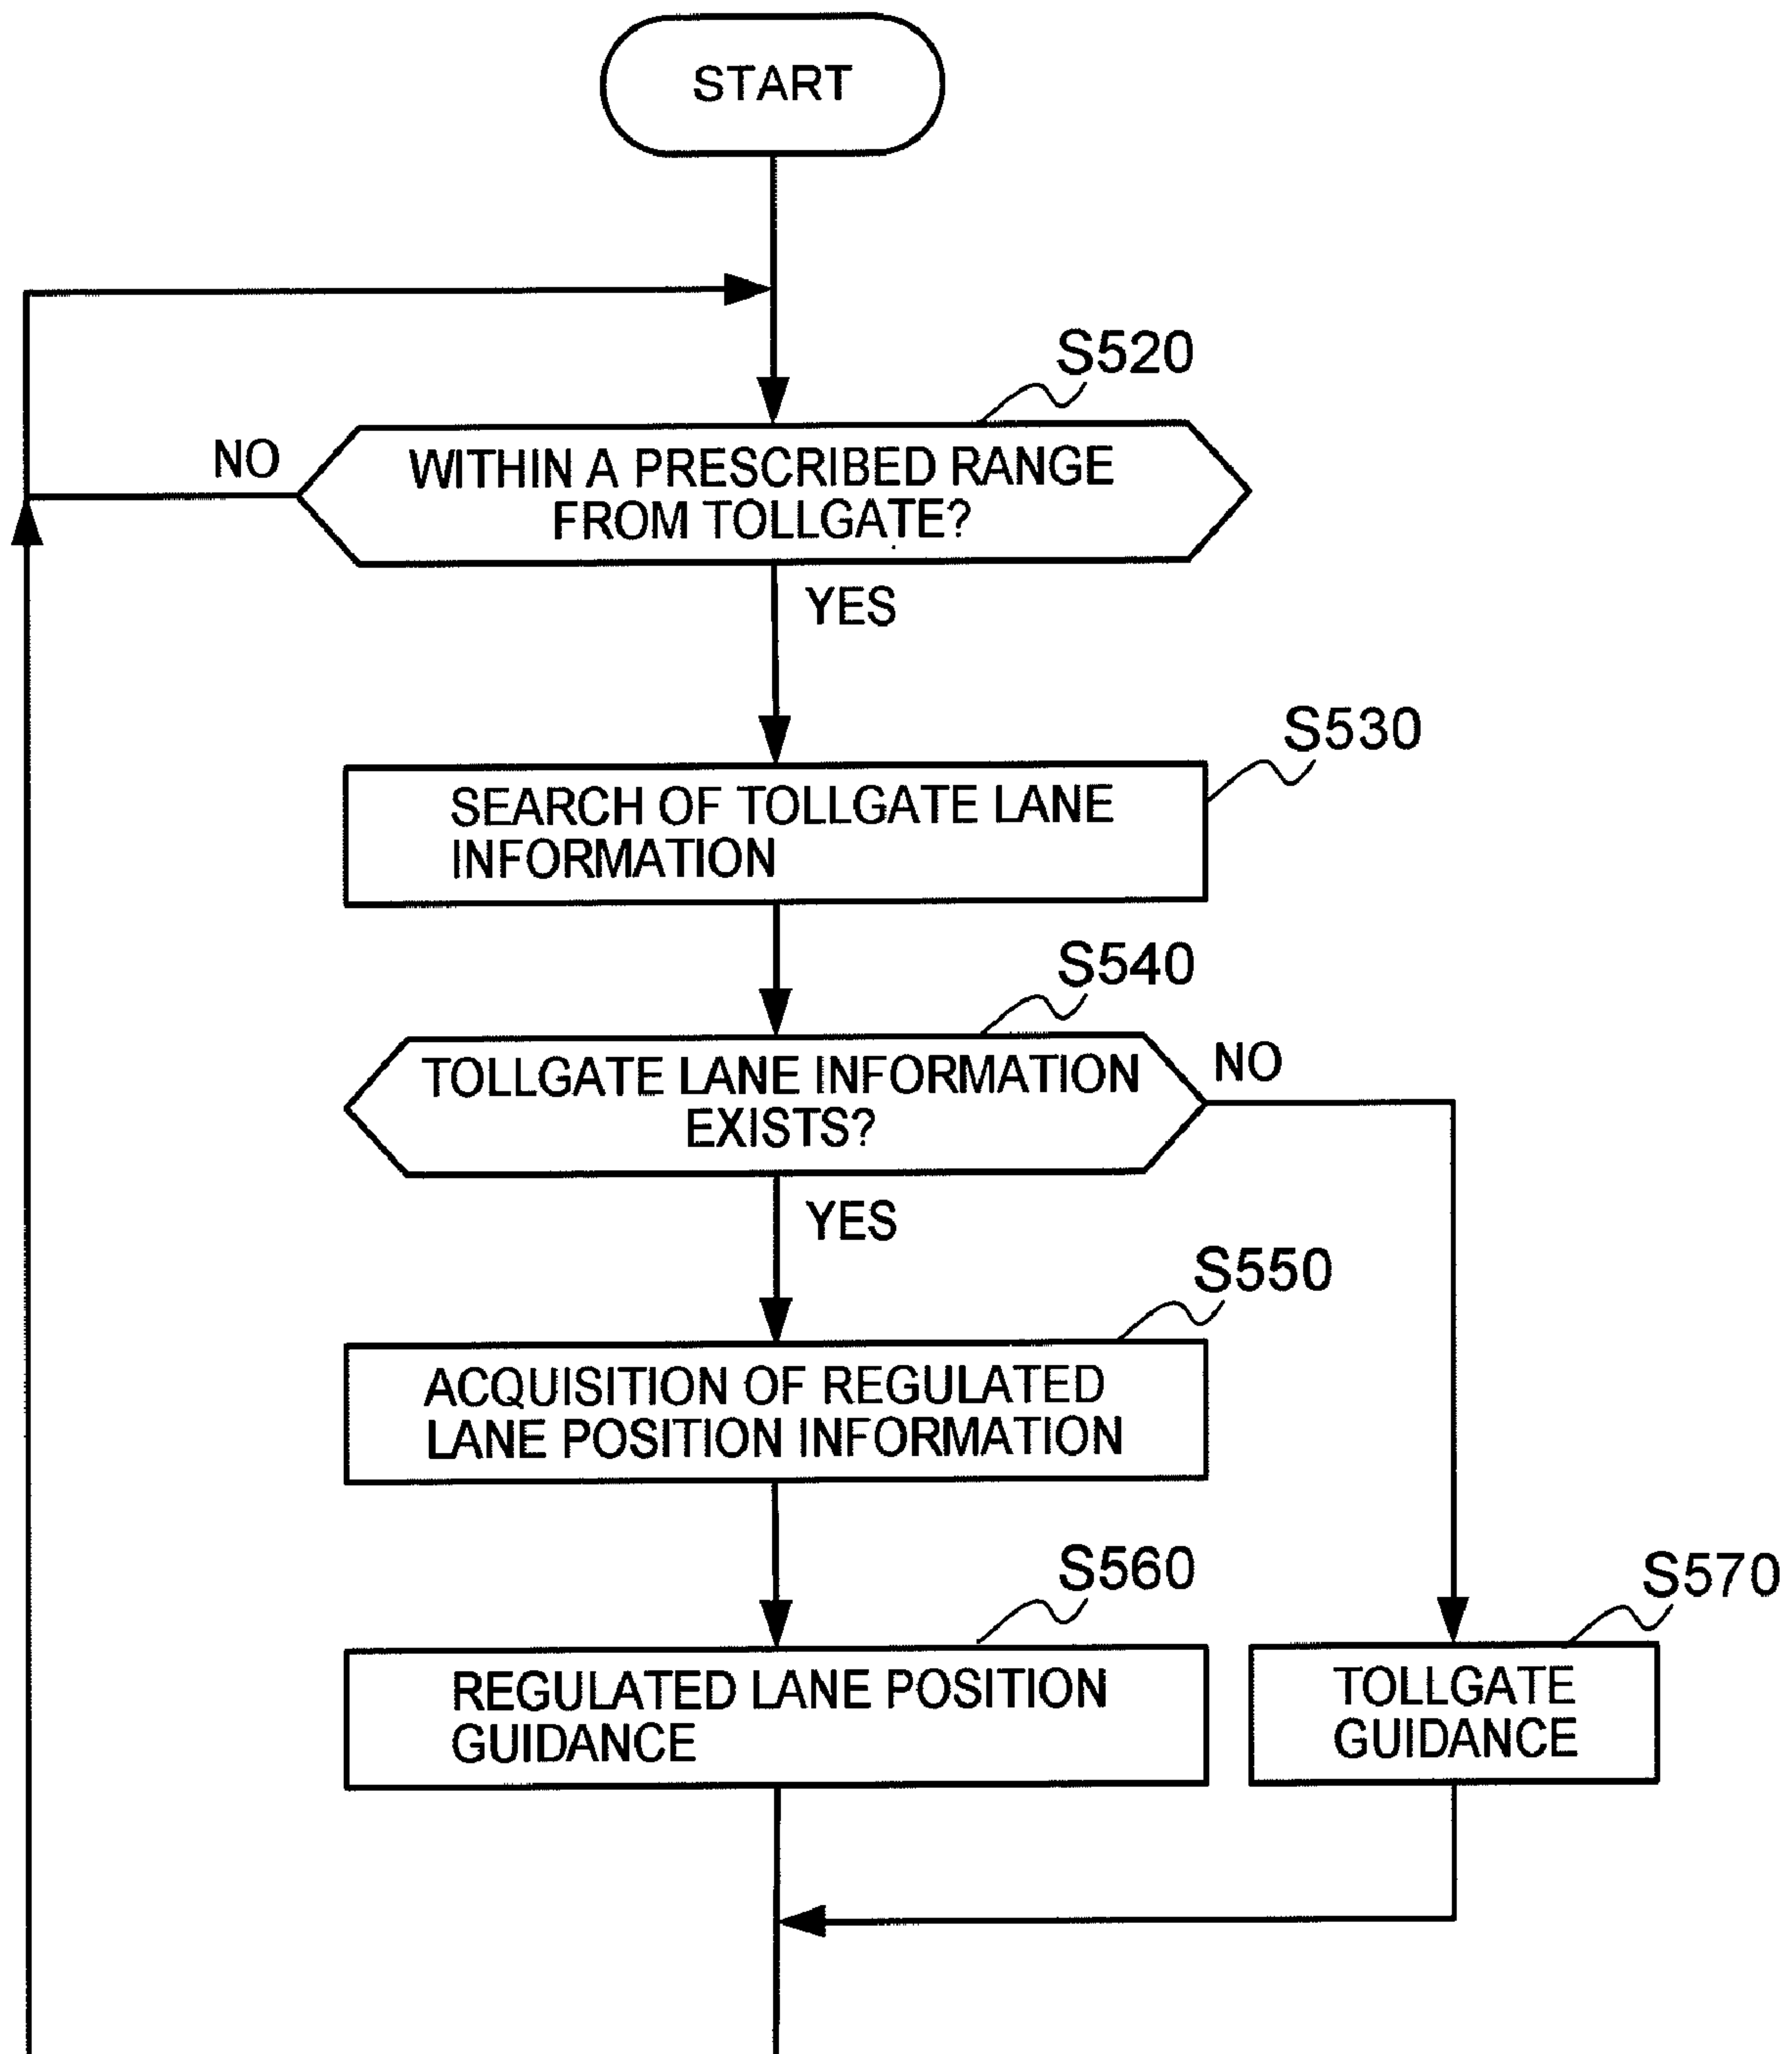 START
S520
NO
WITHIN A PRESCRIBED RANGE
FROM TOLLGATE?
YES
S530
SEARCH OF TOLLGATE LANE
INFORMATION
S540
TOLLGATE LANE INFORMATION
EXISTS?
NO
YES
S550
ACQUISITION OF REGULATED
LANE POSITION INFORMATION
S560
S570
REGULATED LANE POSITION
GUIDANCE
TOLLGATE
GUIDANCE